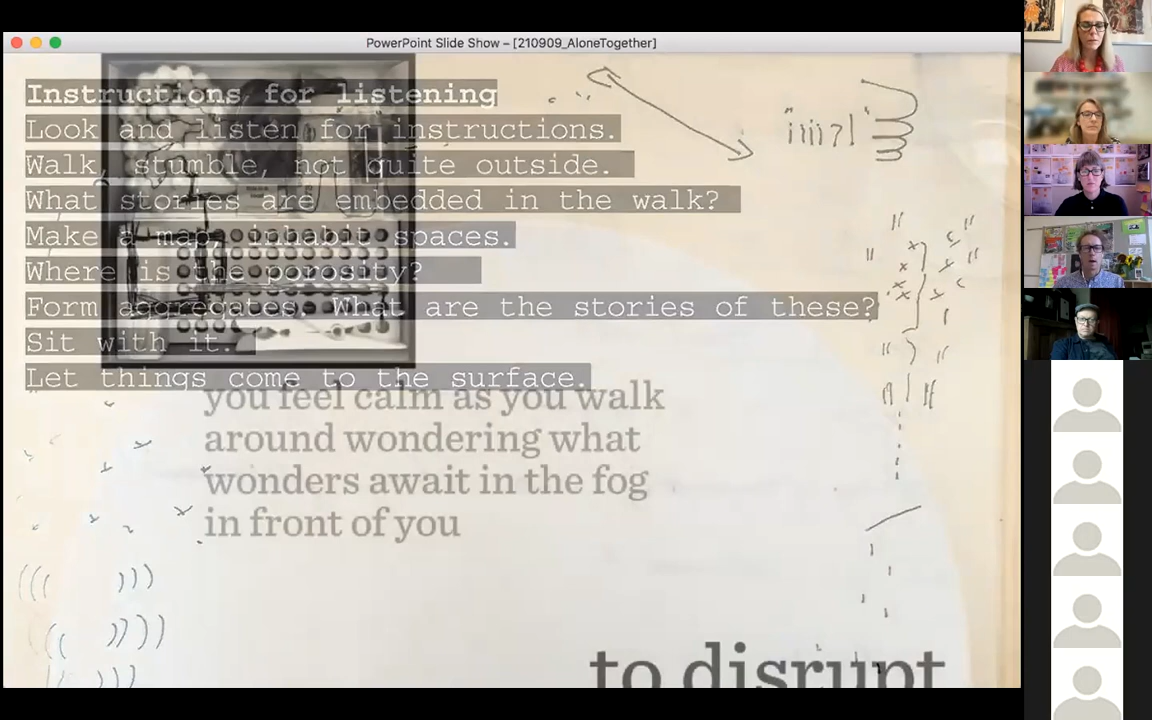 PowerPoint Slide Show – [210909_AloneTogether]
Instructions for listening
Look and listen for instructions.
Walk, stumble, not quite outside.
What stories are embedded in the walk?
Make a map, inhabit spaces.
Where is the porosity?
Form aggregates. What are the stories of these?
Sit with it.
Let things come to the surface.
you feel calm as you walk
around wondering what
wonders await in the fog
in front of you
to disrupt